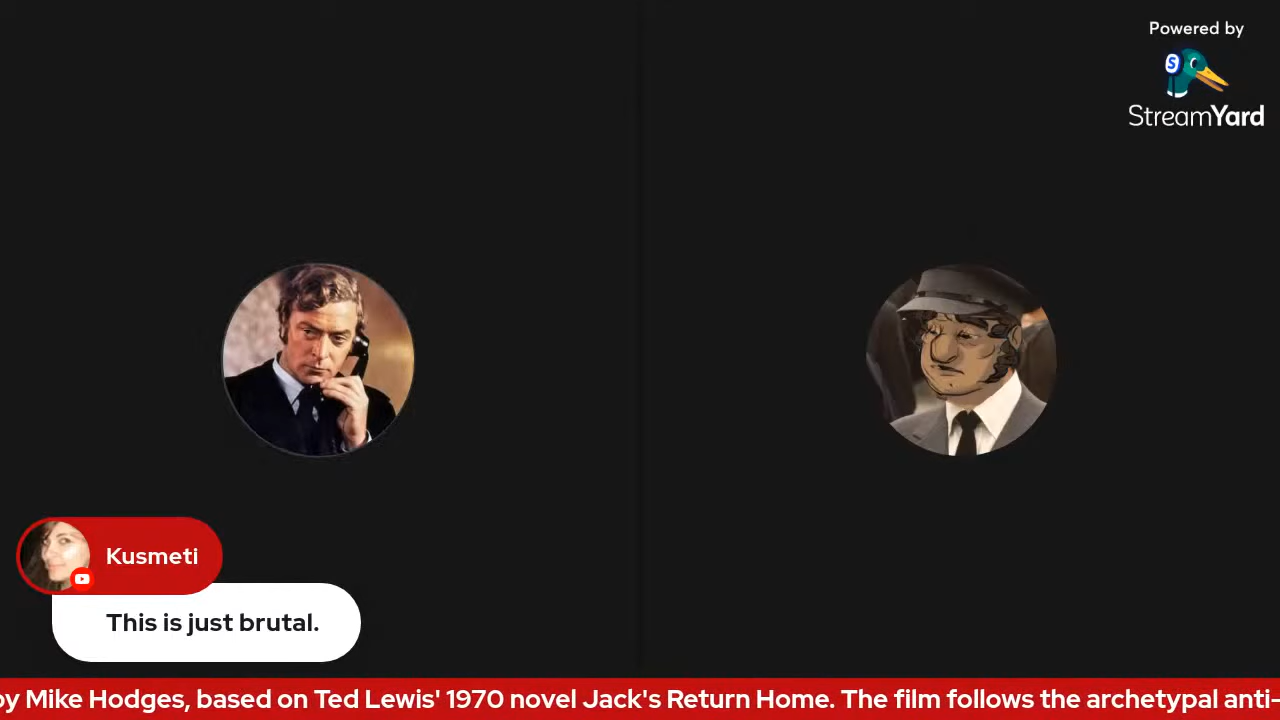 Powered by
S
StreamYard
Kusmeti
This is just brutal.
by Mike Hodges, based on Ted Lewis' 1970 novel Jack's Return Home. The film follows the archetypal anti-